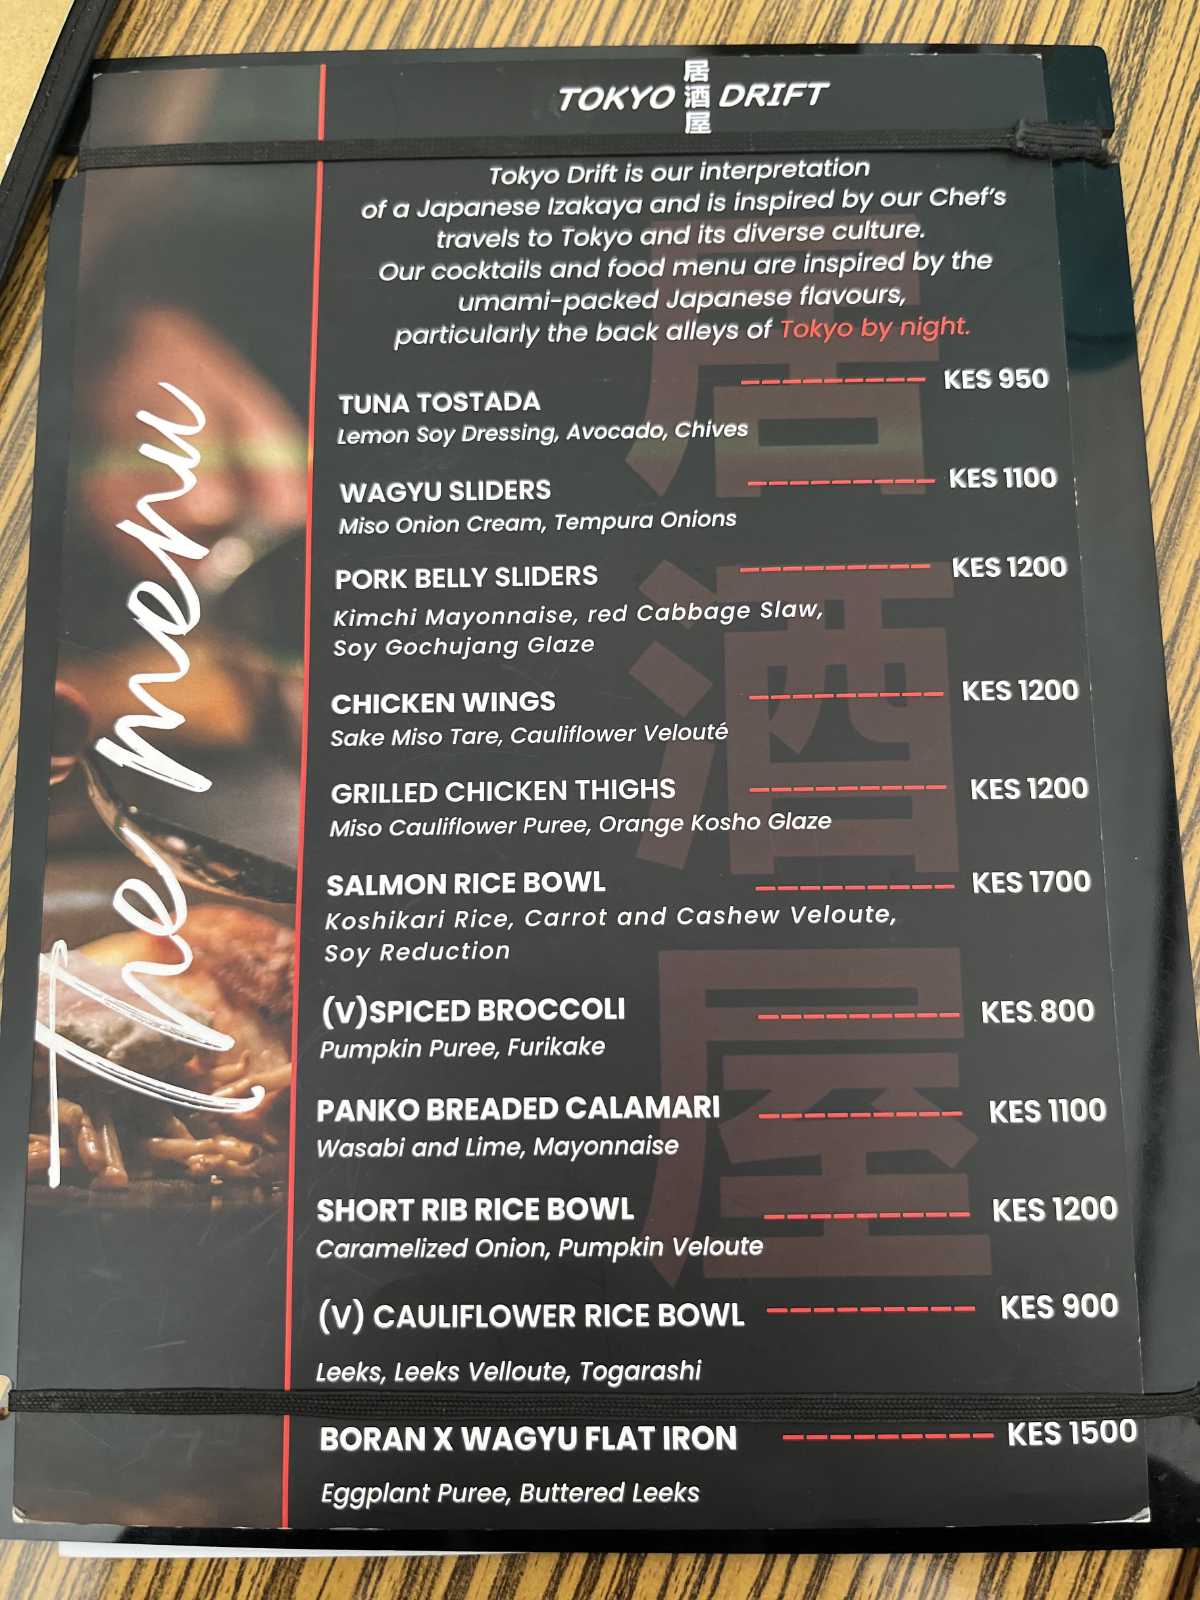 TOKYO 居酒屋 DRIFT
Tokyo Drift is our interpretation
of a Japanese Izakaya and is inspired by our Chef's
travels to Tokyo and its diverse culture.
Our cocktails and food menu are inspired by the
umami-packed Japanese flavours,
particularly the back alleys of Tokyo by night.
The menu
居酒屋
TUNA TOSTADA KES 950
Lemon Soy Dressing, Avocado, Chives
WAGYU SLIDERS KES 1100
Miso Onion Cream, Tempura Onions
PORK BELLY SLIDERS KES 1200
Kimchi Mayonnaise, red Cabbage Slaw,
Soy Gochujang Glaze
CHICKEN WINGS KES 1200
Sake Miso Tare, Cauliflower Velouté
GRILLED CHICKEN THIGHS KES 1200
Miso Cauliflower Puree, Orange Kosho Glaze
SALMON RICE BOWL KES 1700
Koshikari Rice, Carrot and Cashew Veloute,
Soy Reduction
(V)SPICED BROCCOLI KES. 800
Pumpkin Puree, Furikake
PANKO BREADED CALAMARI KES 1100
Wasabi and Lime, Mayonnaise
SHORT RIB RICE BOWL KES 1200
Caramelized Onion, Pumpkin Veloute
(V) CAULIFLOWER RICE BOWL KES 900
Leeks, Leeks Velloute, Togarashi
BORAN X WAGYU FLAT IRON KES 1500
Eggplant Puree, Buttered Leeks